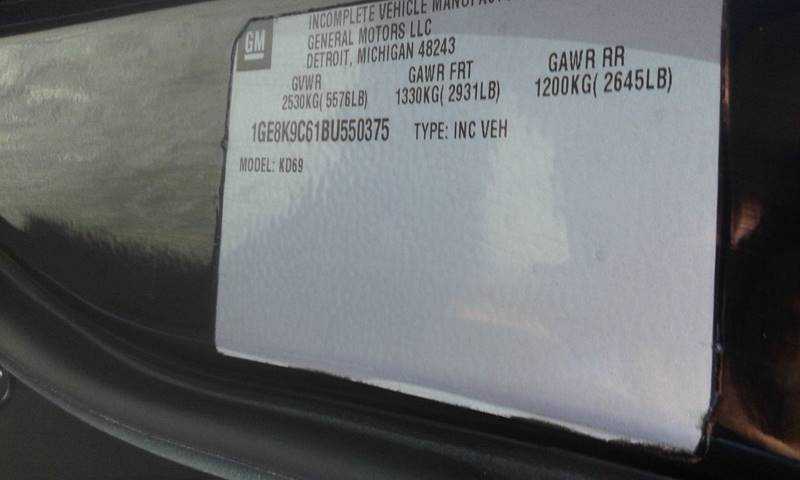 GM
INCOMPLETE VEHICLE
GENERAL MOTORS LLC
DETROIT, MICHIGAN 48243
GVWR GAWR FRT GAWR RR
2530KG( 5576LB) 1330KG( 2931LB) 1200KG( 2645LB)
1GE8K9C61BU550375 TYPE: INC VEH
MODEL: KD69